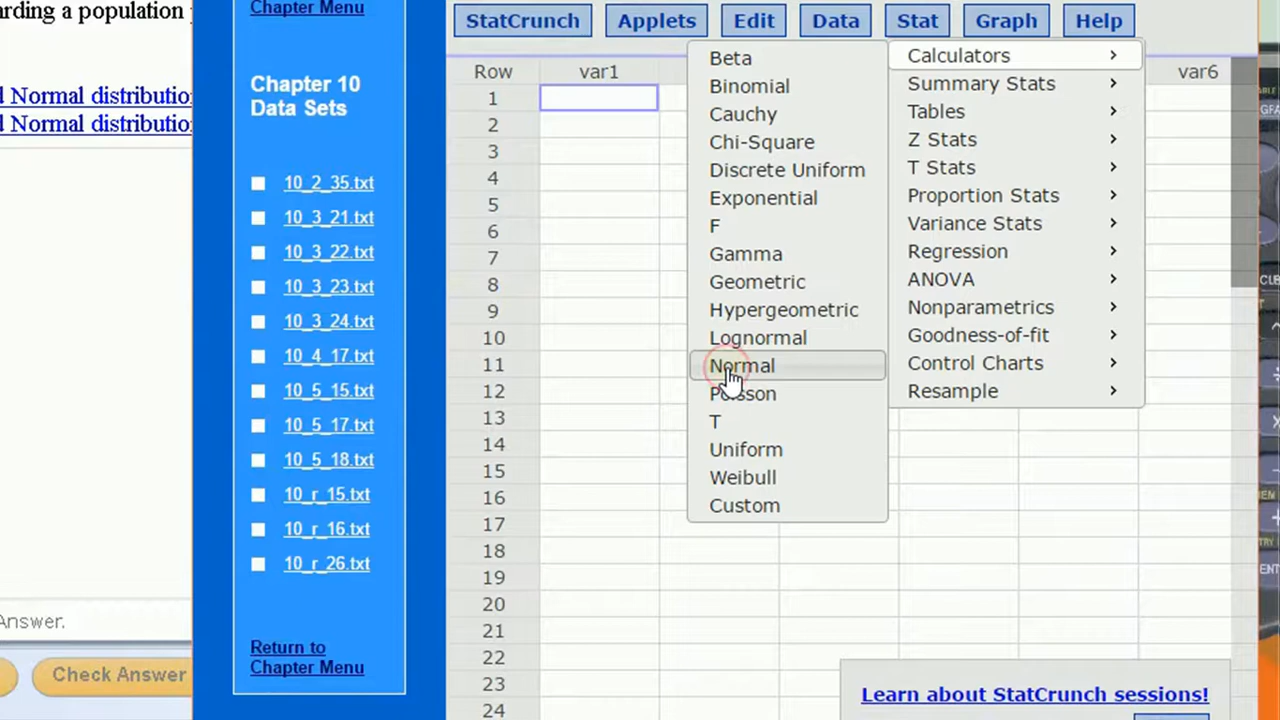 arding a population
d Normal distributio
d Normal distributio
Answer.
Check Answer
Chapter Menu
Chapter 10
Data Sets
10_2_35.txt
10_3_21.txt
10_3_22.txt
10_3_23.txt
10_3_24.txt
10_4_17.txt
10_5_15.txt
10_5_17.txt
10_5_18.txt
10_r_15.txt
10_r_16.txt
10_r_26.txt
Return to
Chapter Menu
StatCrunch Applets Edit Data Stat Graph Help
Row var1 var6
1
2
3
4
5
6
7
8
9
10
11
12
13
14
15
16
17
18
19
20
21
22
23
24
Beta
Binomial
Cauchy
Chi-Square
Discrete Uniform
Exponential
F
Gamma
Geometric
Hypergeometric
Lognormal
Normal
Poisson
T
Uniform
Weibull
Custom
Calculators
Summary Stats
Tables
Z Stats
T Stats
Proportion Stats
Variance Stats
Regression
ANOVA
Nonparametrics
Goodness-of-fit
Control Charts
Resample
Learn about StatCrunch sessions!